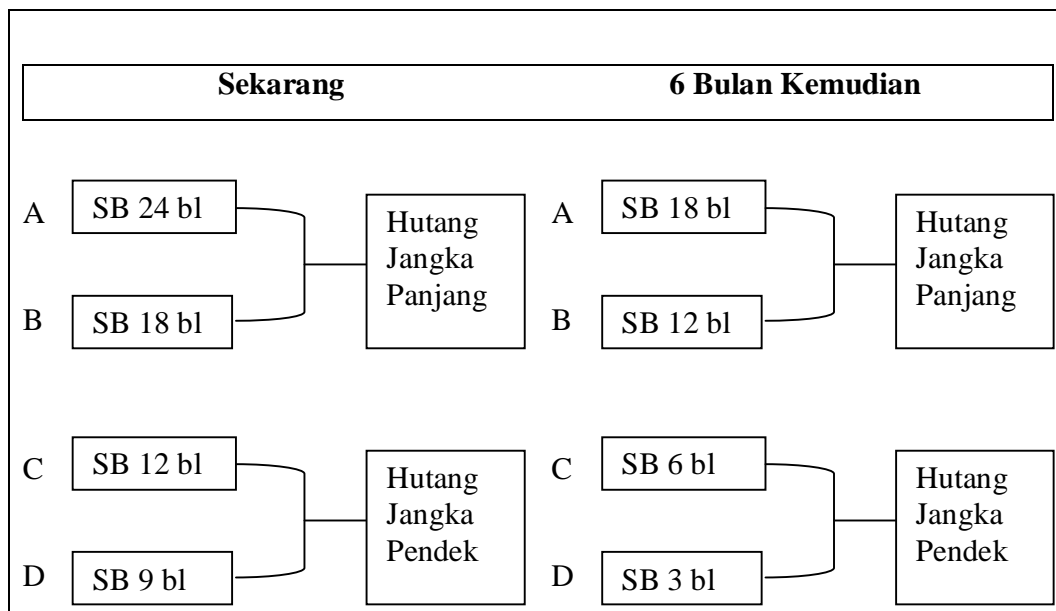 Sekarang 6 Bulan Kemudian
A SB 24 bl
B SB 18 bl
Hutang
Jangka
Panjang
A SB 18 bl
B SB 12 bl
Hutang
Jangka
Panjang
C SB 12 bl
D SB 9 bl
Hutang
Jangka
Pendek
C SB 6 bl
D SB 3 bl
Hutang
Jangka
Pendek